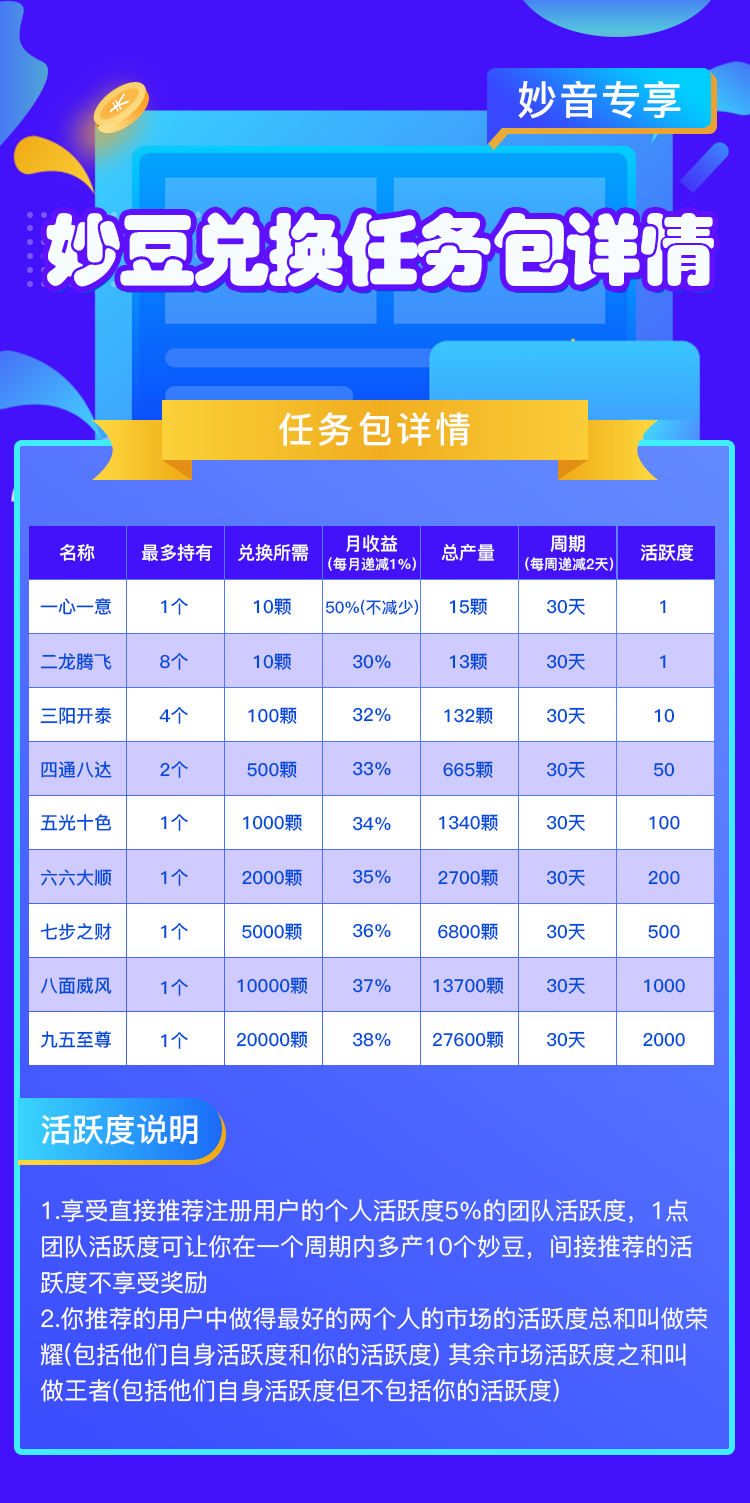 妙音专享
妙豆兑换任务包详情
任务包详情
名称 最多持有 兑换所需 月收益 (每月递减1%) 总产量 周期 (每周递减2天) 活跃度
一心一意 1个 10颗 50%(不减少) 15颗 30天 1
二龙腾飞 8个 10颗 30% 13颗 30天 1
三阳开泰 4个 100颗 32% 132颗 30天 10
四通八达 2个 500颗 33% 665颗 30天 50
五光十色 1个 1000颗 34% 1340颗 30天 100
六六大顺 1个 2000颗 35% 2700颗 30天 200
七步之财 1个 5000颗 36% 6800颗 30天 500
八面威风 1个 10000颗 37% 13700颗 30天 1000
九五至尊 1个 20000颗 38% 27600颗 30天 2000
活跃度说明
1.享受直接推荐注册用户的个人活跃度5%的团队活跃度，1点
团队活跃度可让你在一个周期内多产10个妙豆，间接推荐的活
跃度不享受奖励
2.你推荐的用户中做得最好的两个人的市场的活跃度总和叫做荣
耀(包括他们自身活跃度和你的活跃度) 其余市场活跃度之和叫
做王者(包括他们自身活跃度但不包括你的活跃度)